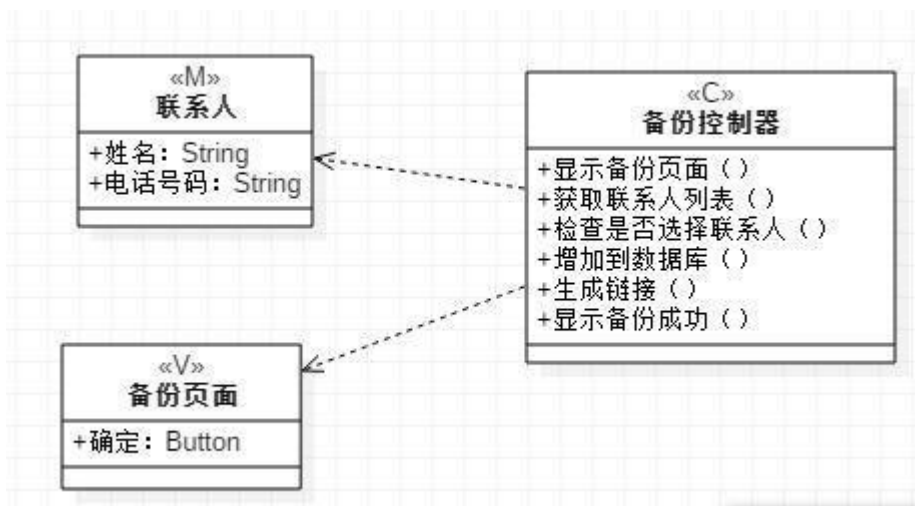 «M»
联系人
+姓名：String
+电话号码：String
«C»
备份控制器
+显示备份页面（）
+获取联系人列表（）
+检查是否选择联系人（）
+增加到数据库（）
+生成链接（）
+显示备份成功（）
«V»
备份页面
+确定：Button